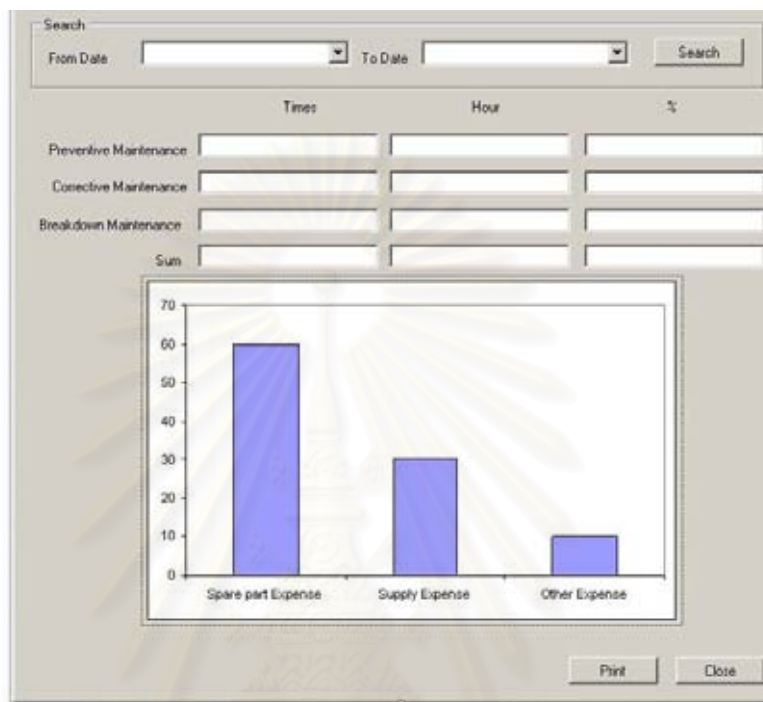 Search
From Date To Date Search
Times Hour %
Preventive Maintenance
Corrective Maintenance
Breakdown Maintenance
Sum
70
60
50
40
30
20
10
0
Spare part Expense Supply Expense Other Expense
Print Close